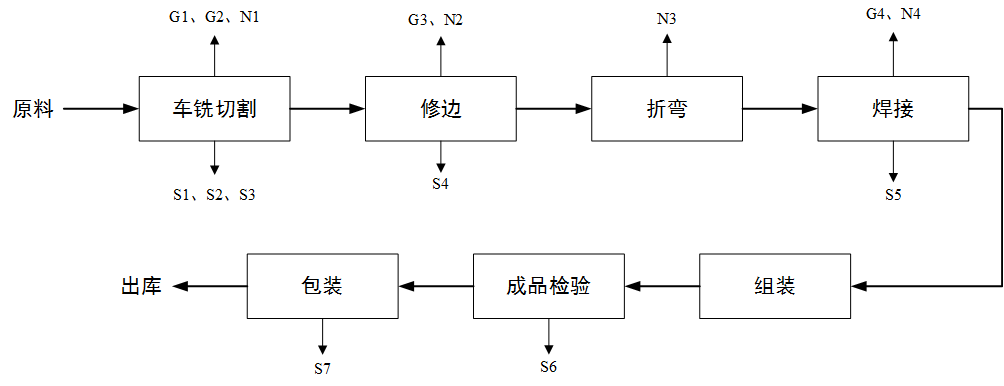 G1、G2、N1
G3、N2
N3
G4、N4
原料
车铣切割
修边
折弯
焊接
S1、S2、S3
S4
S5
出库
包装
成品检验
组装
S7
S6